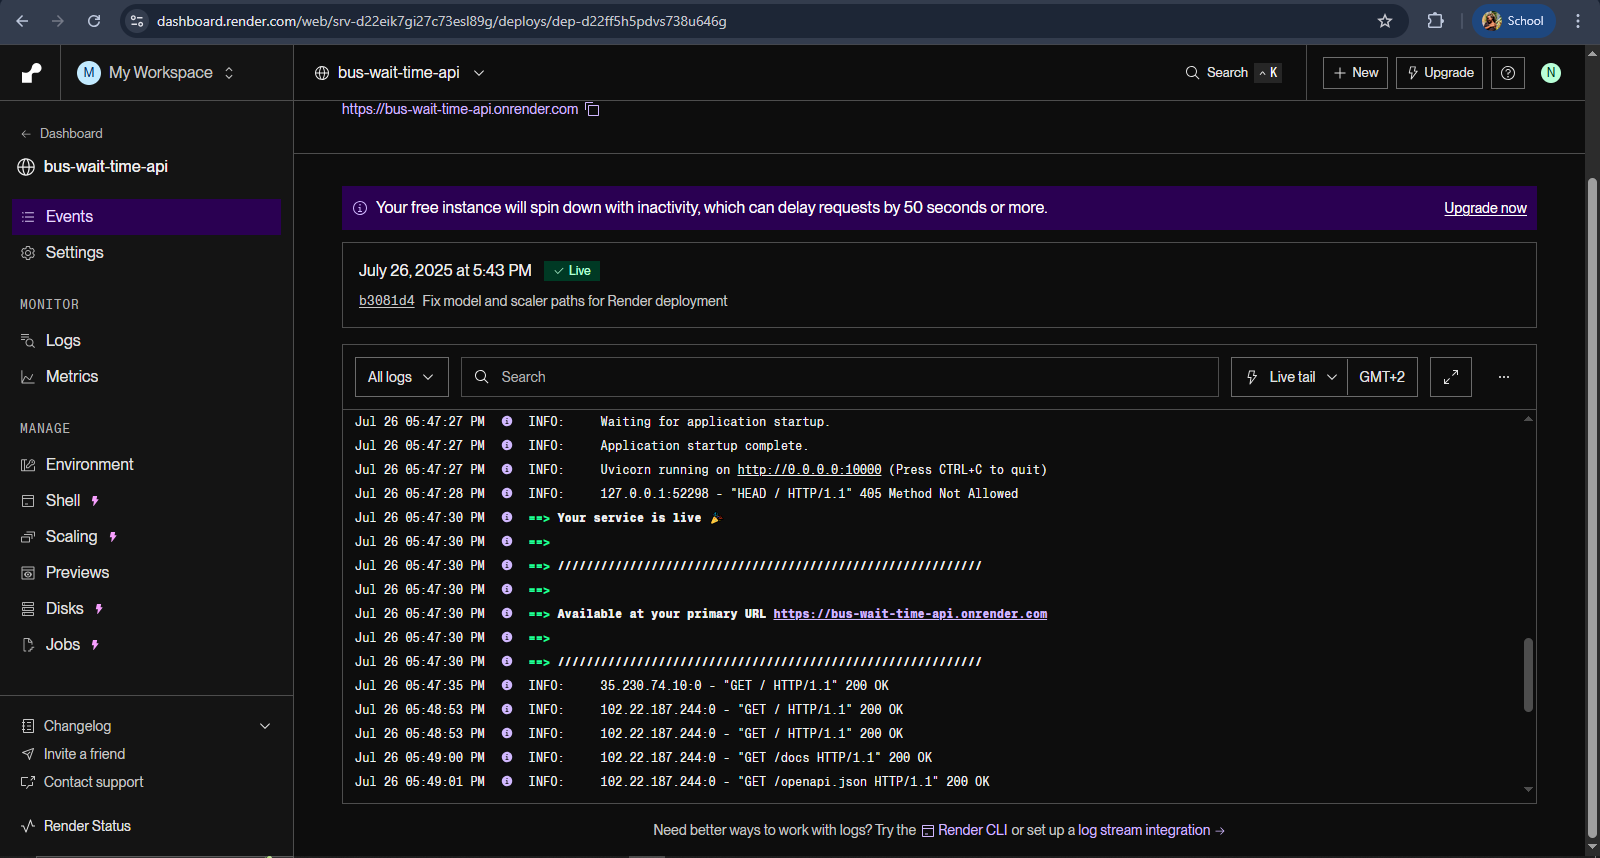 dashboard.render.com/web/srv-d22eik7gi27c73esl89g/deploys/dep-d22ff5h5pdvs738u646g
School
M My Workspace
bus-wait-time-api
Search ^ K
+ New
Upgrade
N
https://bus-wait-time-api.onrender.com
← Dashboard
bus-wait-time-api
Events
Settings
MONITOR
Logs
Metrics
MANAGE
Environment
Shell
Scaling
Previews
Disks
Jobs
Changelog
Invite a friend
Contact support
Render Status
Your free instance will spin down with inactivity, which can delay requests by 50 seconds or more.
Upgrade now
July 26, 2025 at 5:43 PM ✓ Live
b3081d4 Fix model and scaler paths for Render deployment
All logs
Search
Live tail
GMT+2
...
Jul 26 05:47:27 PM INFO: Waiting for application startup.
Jul 26 05:47:27 PM INFO: Application startup complete.
Jul 26 05:47:27 PM INFO: Uvicorn running on http://0.0.0.0:10000 (Press CTRL+C to quit)
Jul 26 05:47:28 PM INFO: 127.0.0.1:52298 - "HEAD / HTTP/1.1" 405 Method Not Allowed
Jul 26 05:47:30 PM ==> Your service is live 🎉
Jul 26 05:47:30 PM ==>
Jul 26 05:47:30 PM ==> ///////////////////////////////////////////////////////////
Jul 26 05:47:30 PM ==>
Jul 26 05:47:30 PM ==> Available at your primary URL https://bus-wait-time-api.onrender.com
Jul 26 05:47:30 PM ==>
Jul 26 05:47:30 PM ==> ///////////////////////////////////////////////////////////
Jul 26 05:47:35 PM INFO: 35.230.74.10:0 - "GET / HTTP/1.1" 200 OK
Jul 26 05:48:53 PM INFO: 102.22.187.244:0 - "GET / HTTP/1.1" 200 OK
Jul 26 05:48:53 PM INFO: 102.22.187.244:0 - "GET / HTTP/1.1" 200 OK
Jul 26 05:49:00 PM INFO: 102.22.187.244:0 - "GET /docs HTTP/1.1" 200 OK
Jul 26 05:49:01 PM INFO: 102.22.187.244:0 - "GET /openapi.json HTTP/1.1" 200 OK
Need better ways to work with logs? Try the Render CLI or set up a log stream integration →